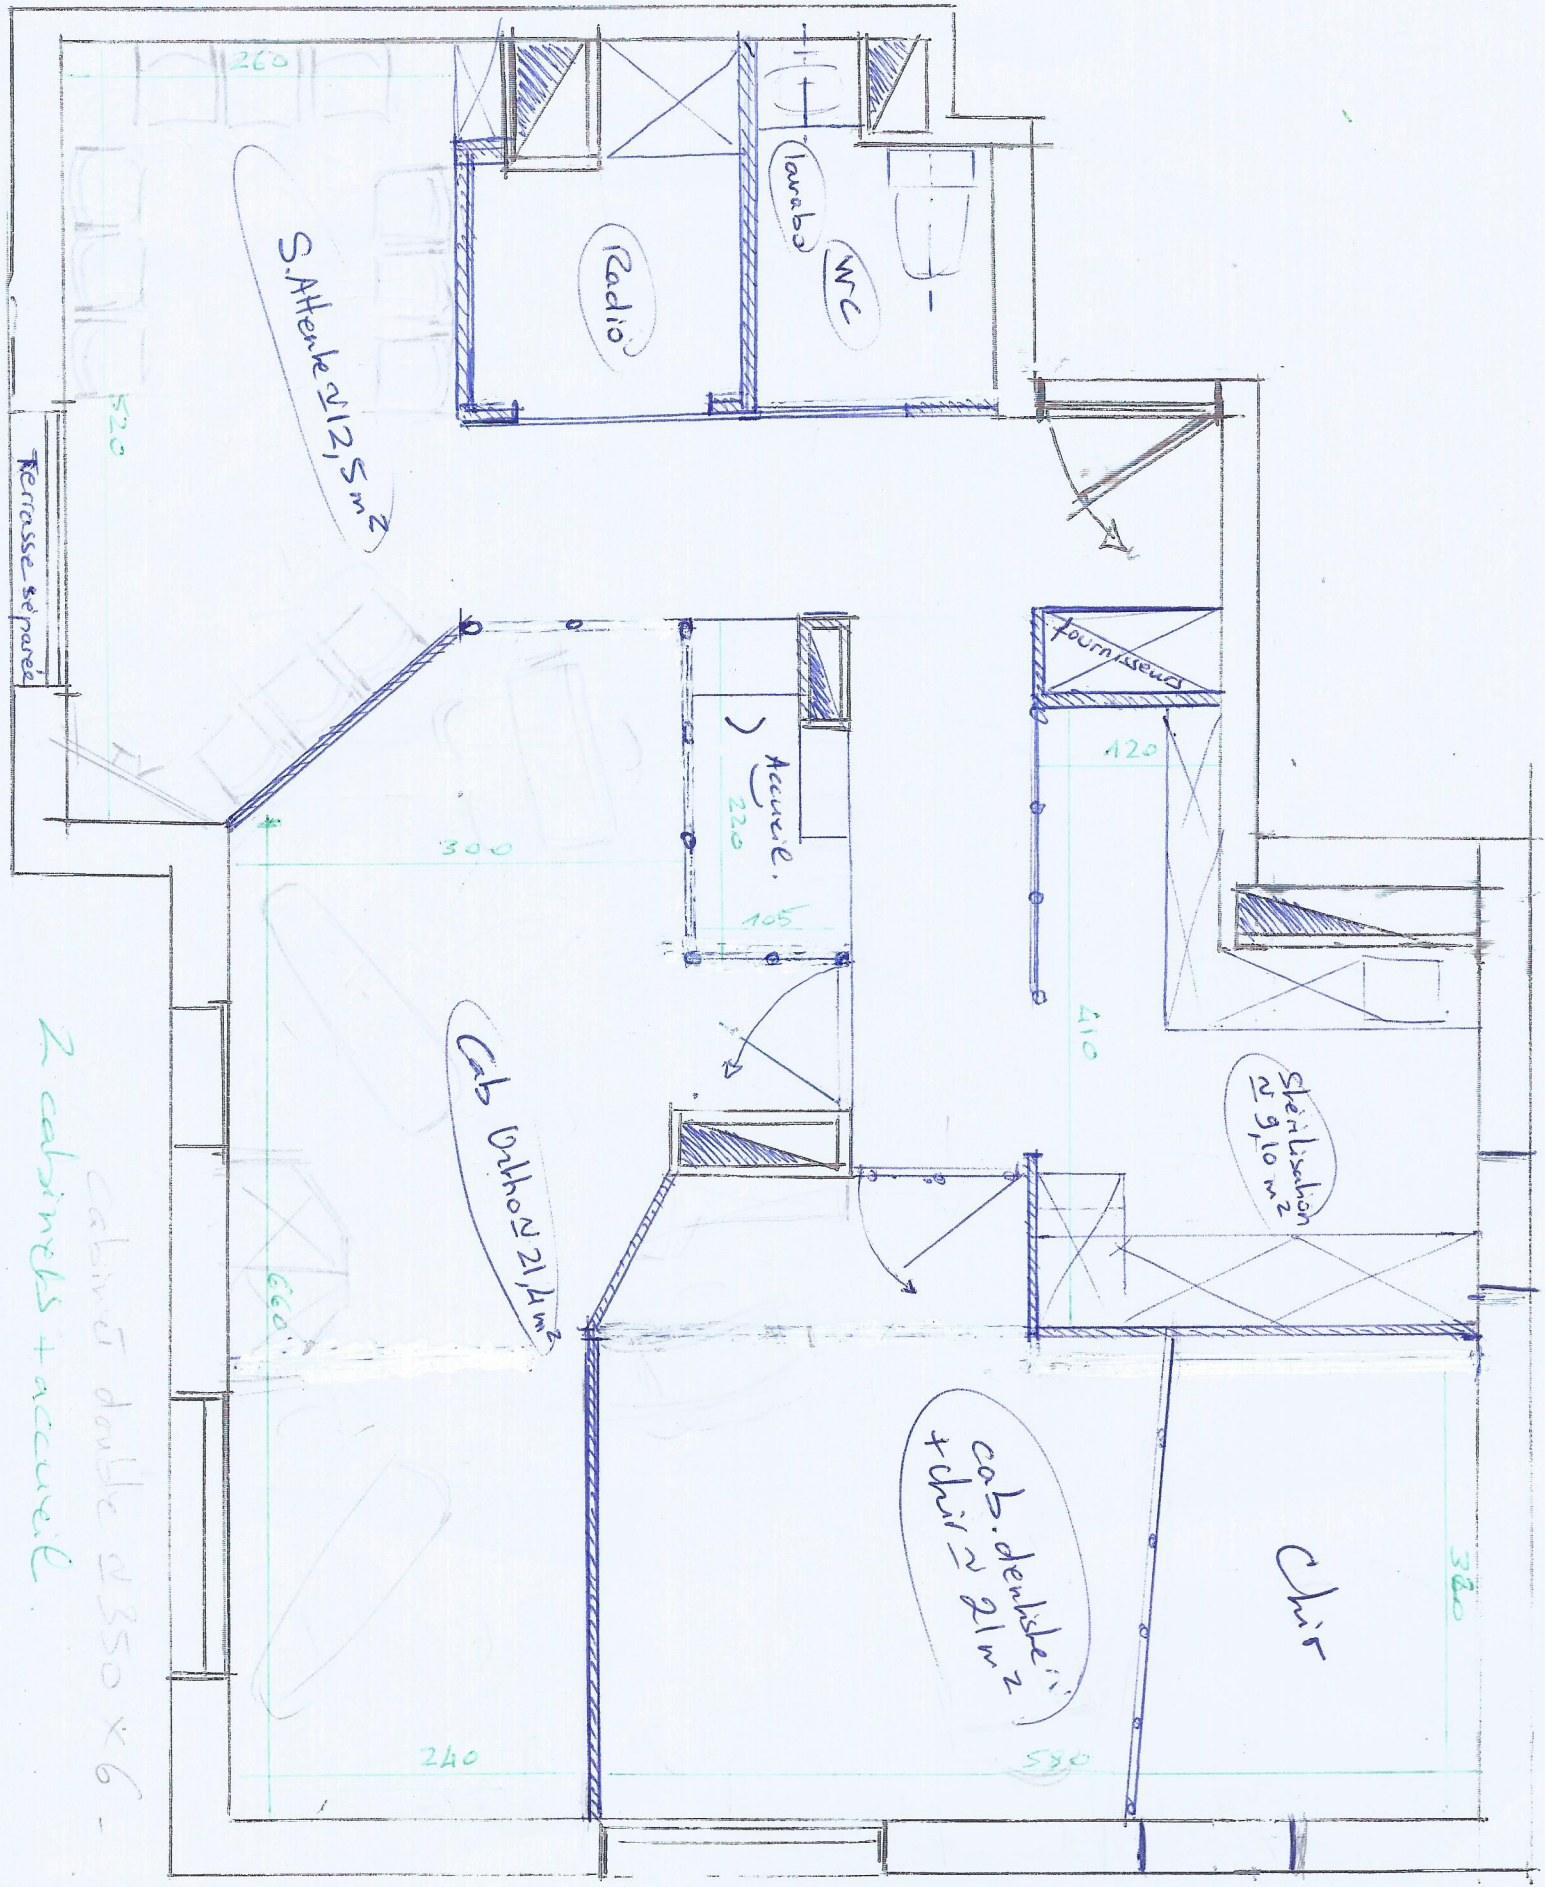 260
lavabo
WC
Radio
S.Attente ≃ 12,5 m²
520
Terrasse séparée
fournisseurs
120
Accueil.
220
300
105
410
Stérilisation
≃ 9,10 m²
Cab Ortho ≃ 21,4 m²
660
cab. dentiste
+ chir ≃ 21 m²
Chir
240
580
cabinet double ≃ 350 x 6 -
2 cabinets + accueil.